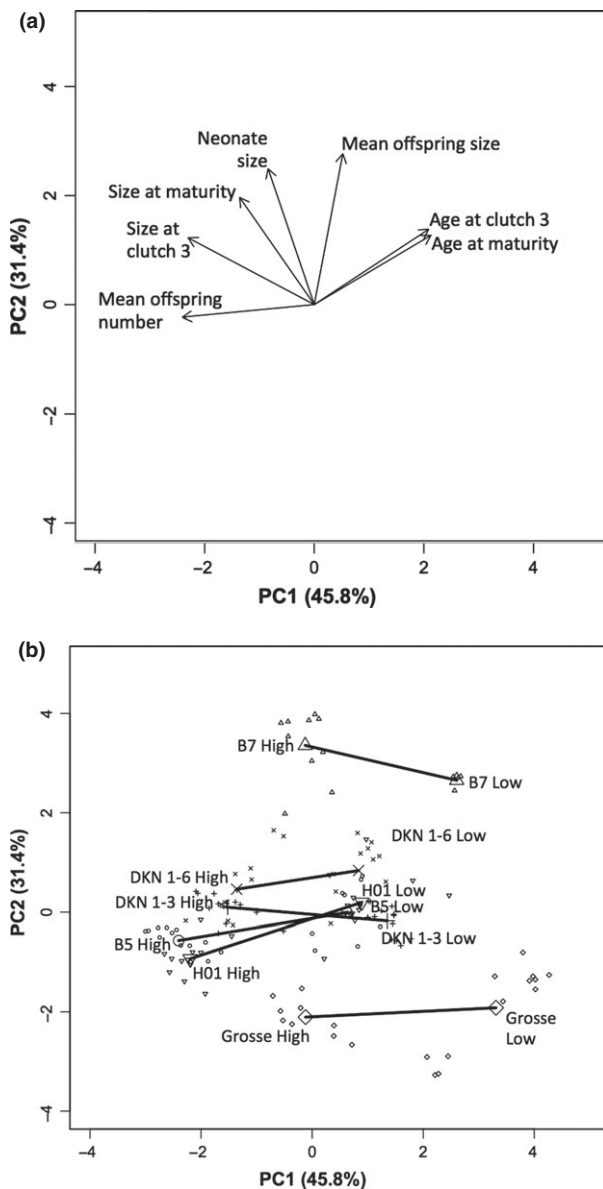 (a)
4
2
0
−2
−4
PC2 (31.4%)
Neonate
size
Mean offspring size
Size at maturity
Size at
clutch 3
Age at clutch 3
Age at maturity
Mean offspring
number
−4 −2 0 2 4
PC1 (45.8%)
(b)
4
2
0
−2
−4
PC2 (31.4%)
B7 High
B7 Low
DKN 1-6 Low
DKN 1-6 High
H01 Low
DKN 1-3 High
B5 Low
B5 High
DKN 1-3 Low
H01 High
Grosse High
Grosse
Low
−4 −2 0 2 4
PC1 (45.8%)